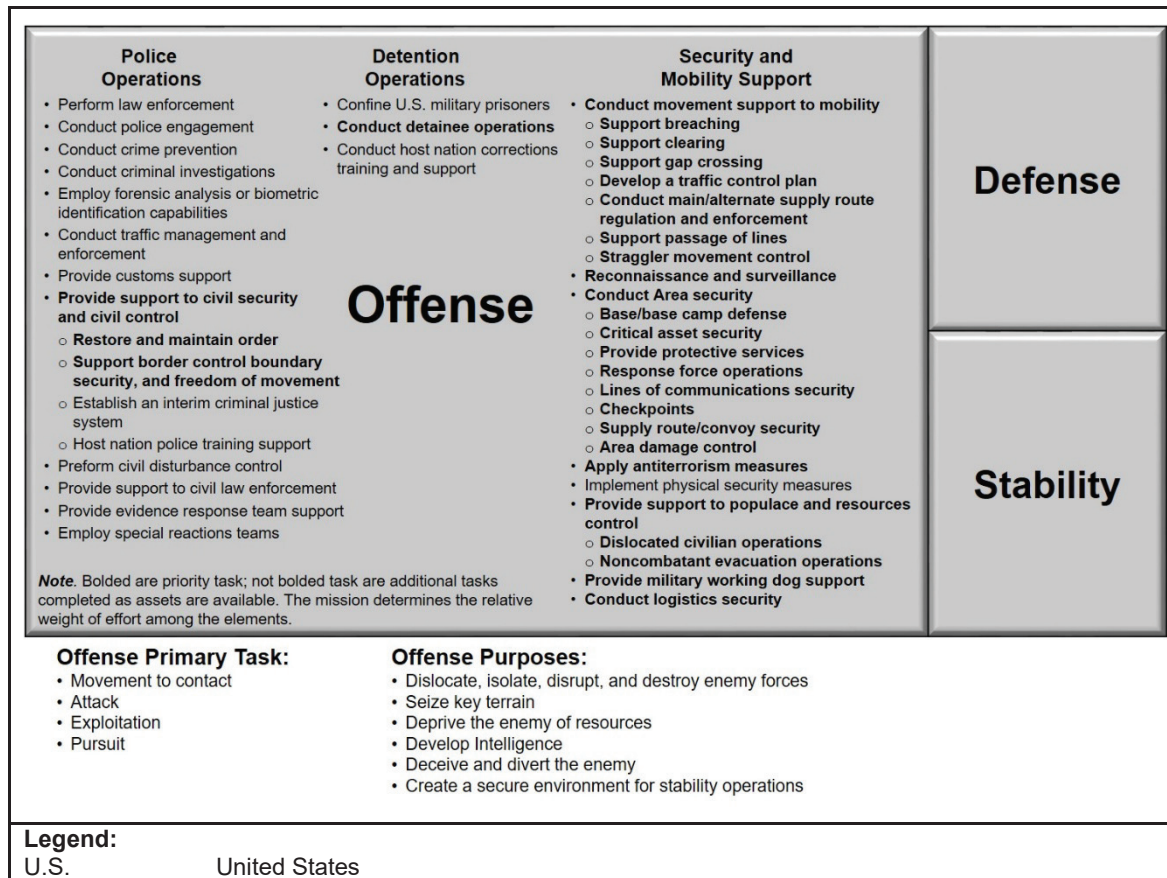 Police
Operations
• Perform law enforcement
• Conduct police engagement
• Conduct crime prevention
• Conduct criminal investigations
• Employ forensic analysis or biometric
identification capabilities
• Conduct traffic management and
enforcement
• Provide customs support
• Provide support to civil security
and civil control
o Restore and maintain order
o Support border control boundary
security, and freedom of movement
o Establish an interim criminal justice
system
o Host nation police training support
• Preform civil disturbance control
• Provide support to civil law enforcement
• Provide evidence response team support
• Employ special reactions teams
Detention
Operations
• Confine U.S. military prisoners
• Conduct detainee operations
• Conduct host nation corrections
training and support
Offense
Security and
Mobility Support
• Conduct movement support to mobility
o Support breaching
o Support clearing
o Support gap crossing
o Develop a traffic control plan
o Conduct main/alternate supply route
regulation and enforcement
o Support passage of lines
o Straggler movement control
• Reconnaissance and surveillance
• Conduct Area security
o Base/base camp defense
o Critical asset security
o Provide protective services
o Response force operations
o Lines of communications security
o Checkpoints
o Supply route/convoy security
o Area damage control
• Apply antiterrorism measures
• Implement physical security measures
• Provide support to populace and resources
control
o Dislocated civilian operations
o Noncombatant evacuation operations
• Provide military working dog support
• Conduct logistics security
Note. Bolded are priority task; not bolded task are additional tasks
completed as assets are available. The mission determines the relative
weight of effort among the elements.
Defense
Stability
Offense Primary Task:
• Movement to contact
• Attack
• Exploitation
• Pursuit
Offense Purposes:
• Dislocate, isolate, disrupt, and destroy enemy forces
• Seize key terrain
• Deprive the enemy of resources
• Develop Intelligence
• Deceive and divert the enemy
• Create a secure environment for stability operations
Legend:
U.S. United States